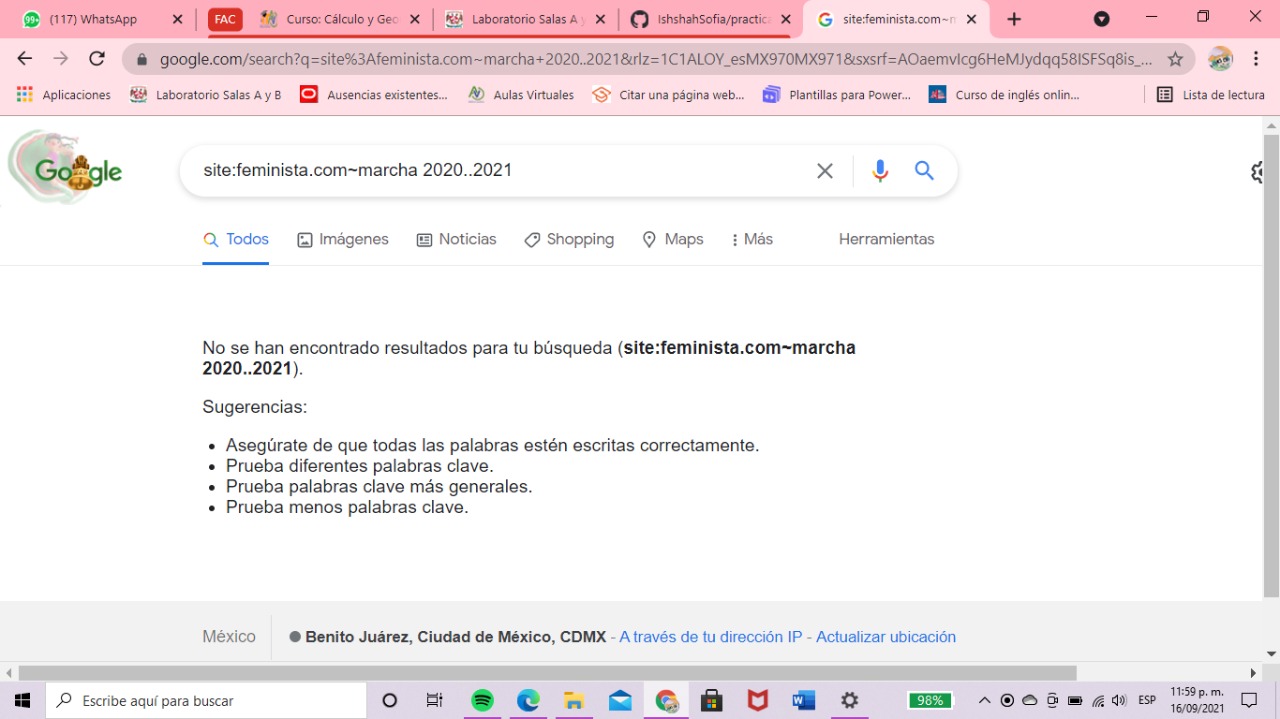 (117) WhatsApp
FAC
Curso: Cálculo y Geo
Laboratorio Salas A y
IshshahSofia/practica
site:feminista.com~m
google.com/search?q=site%3Afeminista.com~marcha+2020..2021&rlz=1C1ALOY_esMX970MX971&sxsrf=AOaemvIcg6HeMJydqq58ISFSq8is_...
Aplicaciones
Laboratorio Salas A y B
Ausencias existentes...
Aulas Virtuales
Citar una página web...
Plantillas para Power...
Curso de inglés onlin...
Lista de lectura
Google
site:feminista.com~marcha 2020..2021
Todos
Imágenes
Noticias
Shopping
Maps
Más
Herramientas
No se han encontrado resultados para tu búsqueda (site:feminista.com~marcha
2020..2021).
Sugerencias:
Asegúrate de que todas las palabras estén escritas correctamente.
Prueba diferentes palabras clave.
Prueba palabras clave más generales.
Prueba menos palabras clave.
México
Benito Juárez, Ciudad de México, CDMX - A través de tu dirección IP - Actualizar ubicación
Escribe aquí para buscar
98%
ESP
11:59 p. m.
16/09/2021